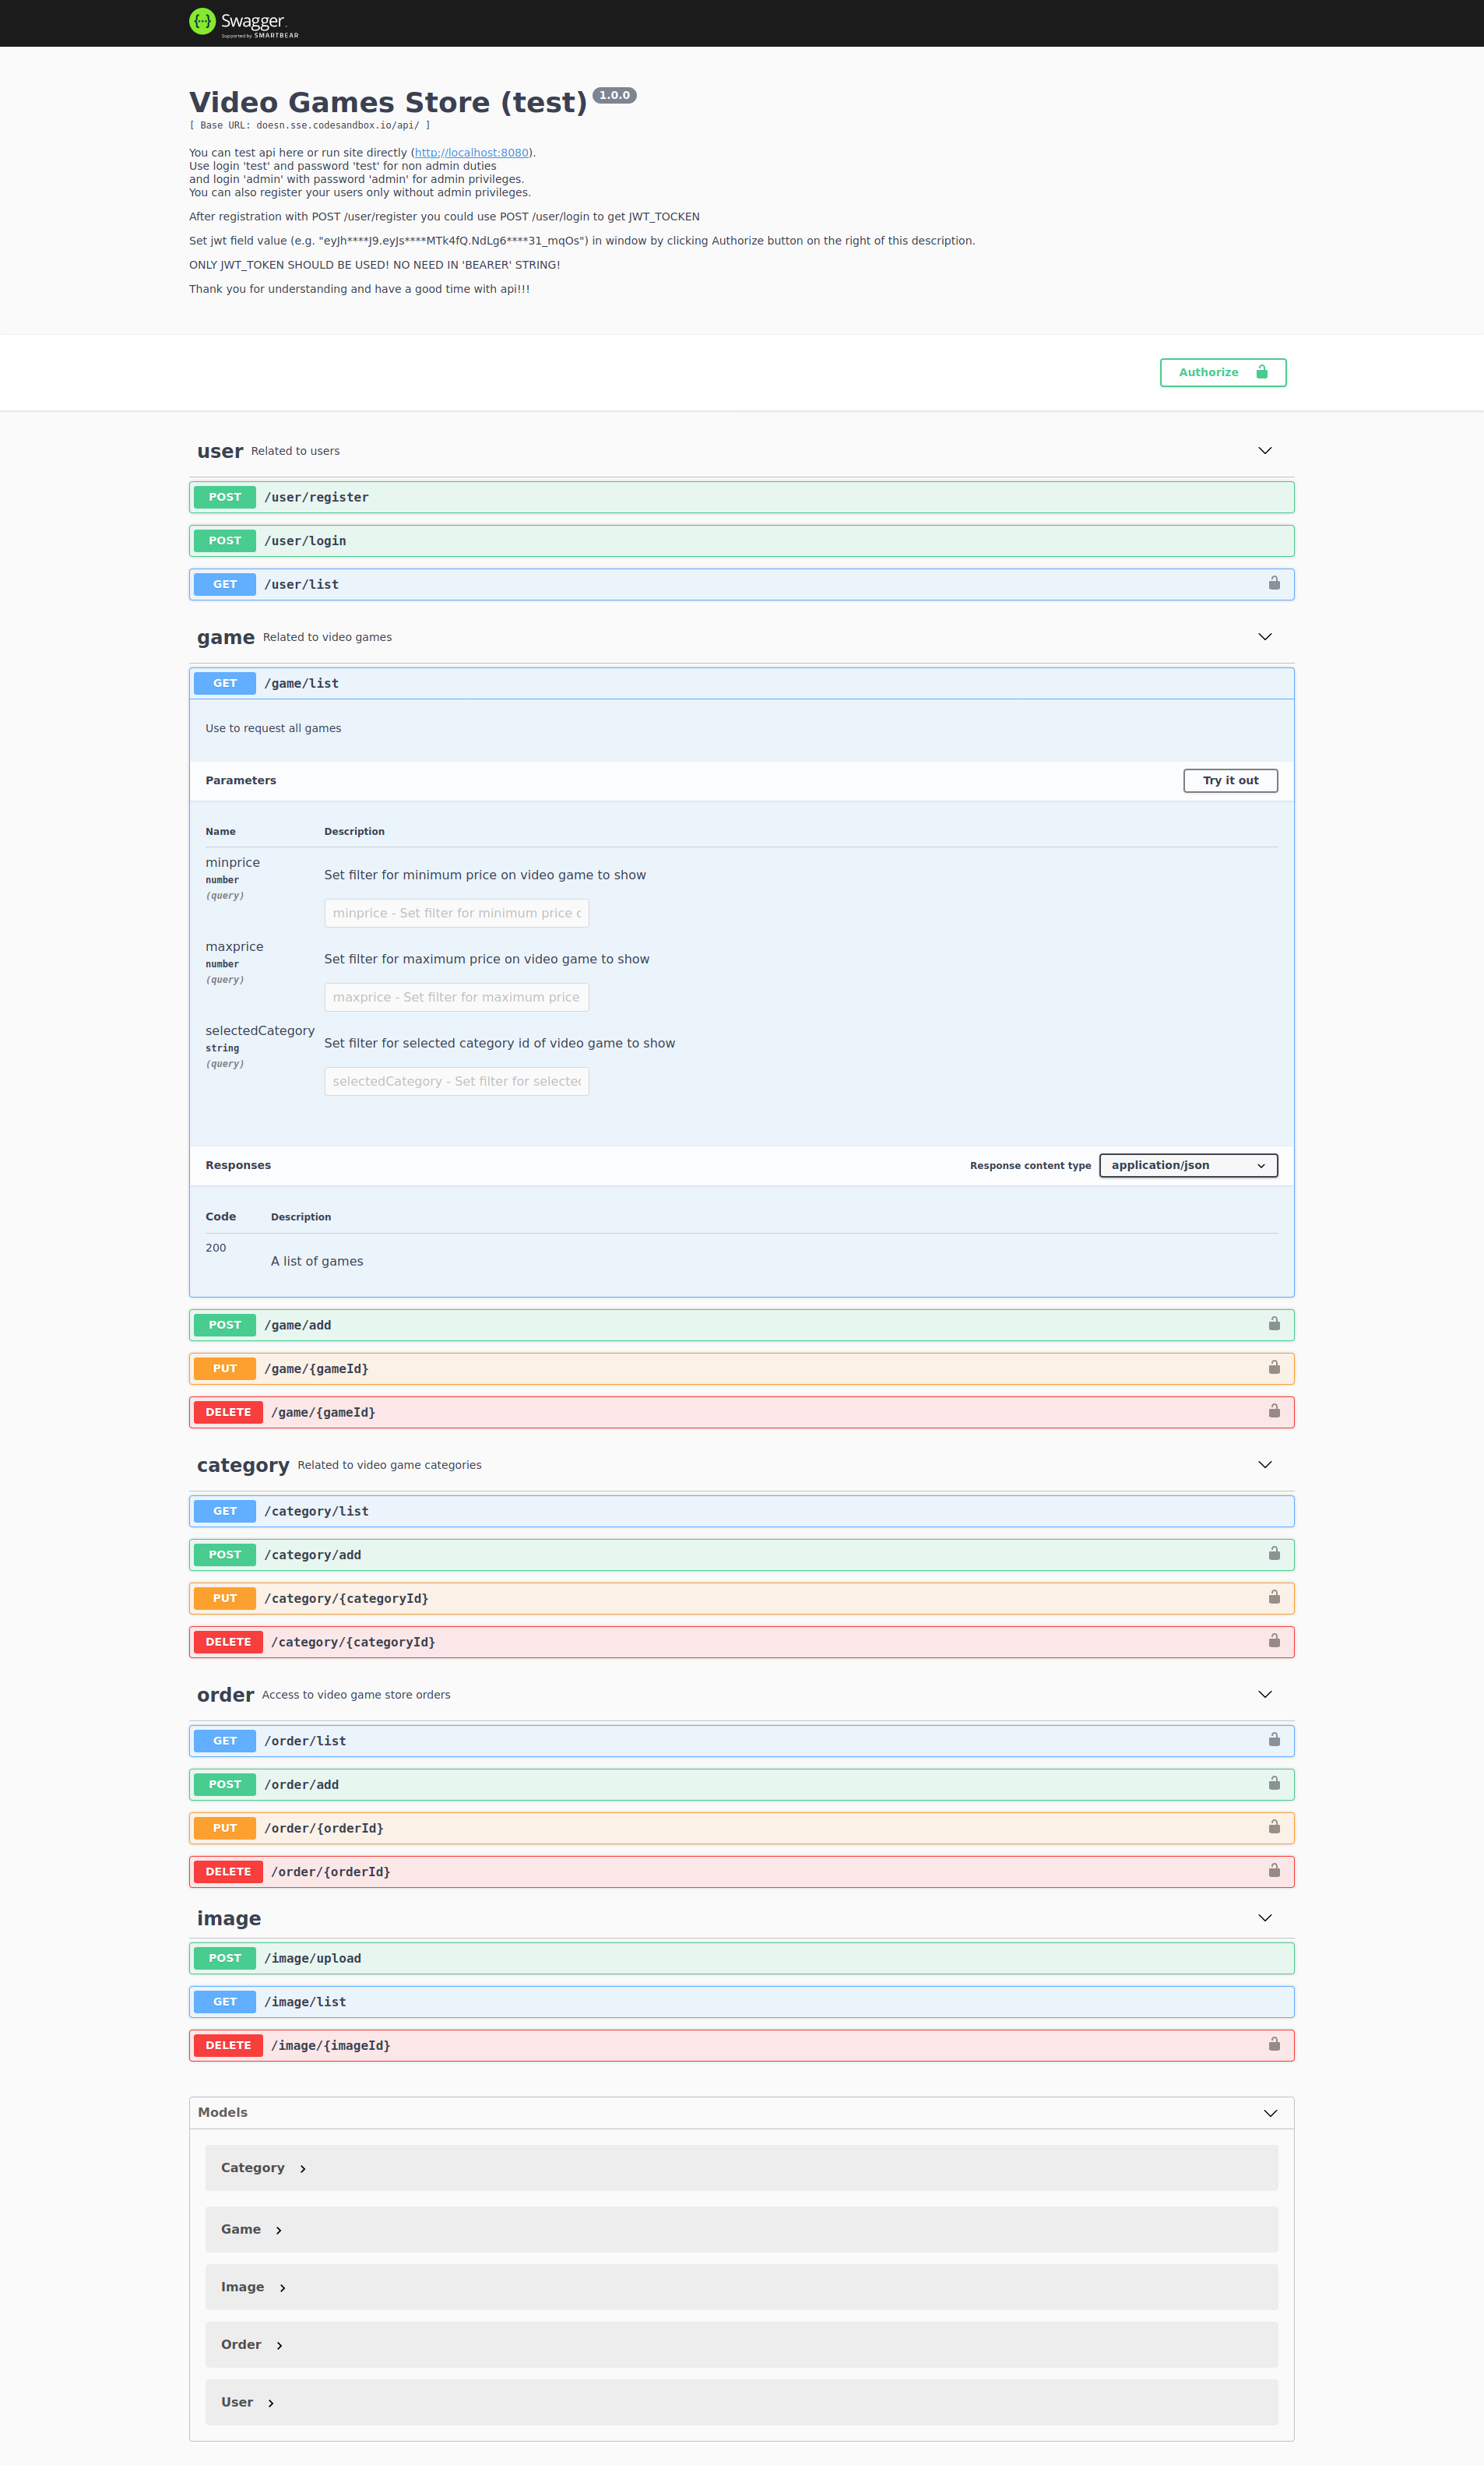 Swagger
Supported by SMARTBEAR
Video Games Store (test) 1.0.0
[ Base URL: doesn.sse.codesandbox.io/api/ ]
You can test api here or run site directly (http://localhost:8080).
Use login 'test' and password 'test' for non admin duties
and login 'admin' with password 'admin' for admin privileges.
You can also register your users only without admin privileges.
After registration with POST /user/register you could use POST /user/login to get JWT_TOCKEN
Set jwt field value (e.g. "eyJh****J9.eyJs****MTk4fQ.NdLg6****31_mqOs") in window by clicking Authorize button on the right of this description.
ONLY JWT_TOKEN SHOULD BE USED! NO NEED IN 'BEARER' STRING!
Thank you for understanding and have a good time with api!!!
Authorize
user Related to users
POST /user/register
POST /user/login
GET /user/list
game Related to video games
GET /game/list
Use to request all games
Parameters Try it out
Name Description
minprice
number
(query)
Set filter for minimum price on video game to show
minprice - Set filter for minimum price
maxprice
number
(query)
Set filter for maximum price on video game to show
maxprice - Set filter for maximum price
selectedCategory
string
(query)
Set filter for selected category id of video game to show
selectedCategory - Set filter for selected
Responses Response content type application/json
Code Description
200 A list of games
POST /game/add
PUT /game/{gameId}
DELETE /game/{gameId}
category Related to video game categories
GET /category/list
POST /category/add
PUT /category/{categoryId}
DELETE /category/{categoryId}
order Access to video game store orders
GET /order/list
POST /order/add
PUT /order/{orderId}
DELETE /order/{orderId}
image
POST /image/upload
GET /image/list
DELETE /image/{imageId}
Models
Category
Game
Image
Order
User